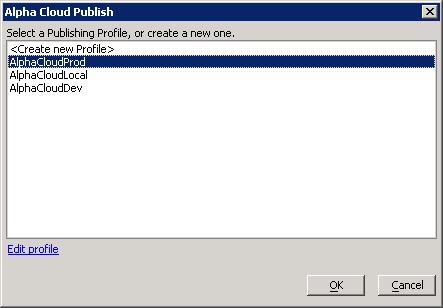 Alpha Cloud Publish
Select a Publishing Profile, or create a new one.
<Create new Profile>
AlphaCloudProd
AlphaCloudLocal
AlphaCloudDev
Edit profile
OK
Cancel